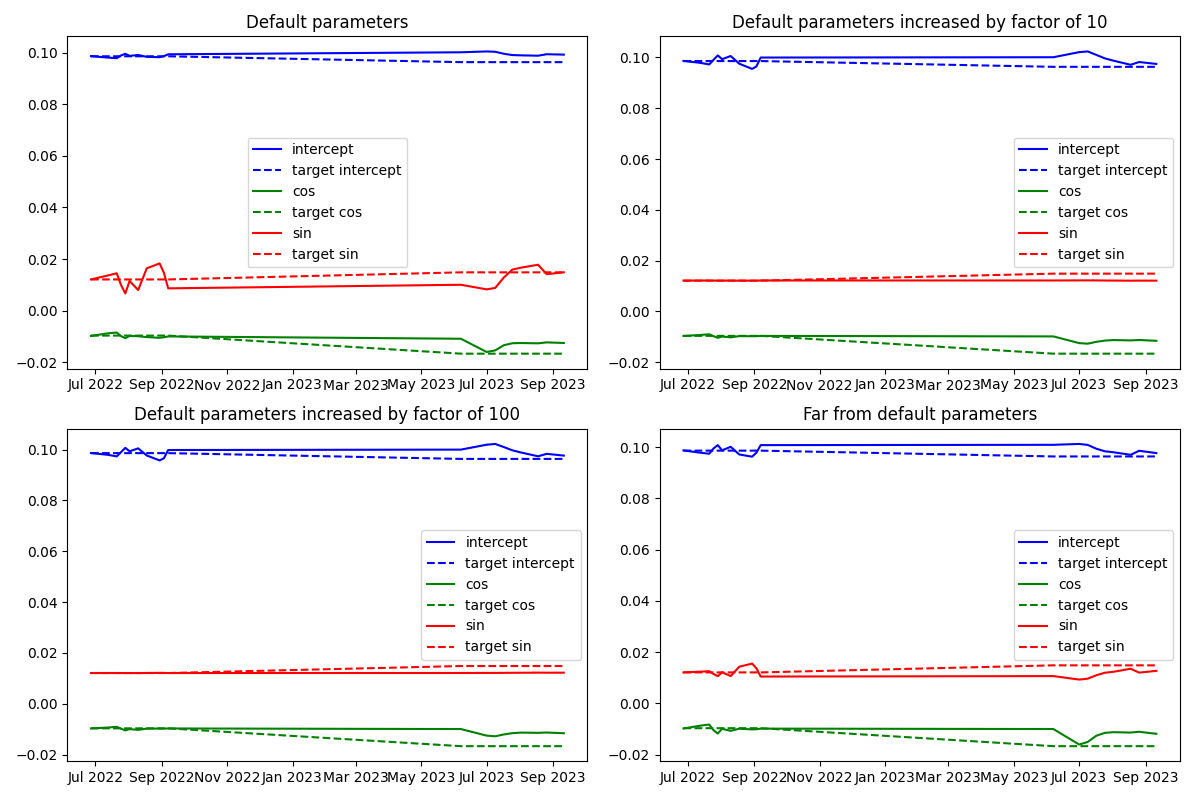 Default parameters
0.10
0.08
0.06
0.04
0.02
0.00
−0.02
intercept
target intercept
cos
target cos
sin
target sin
Jul 2022 Sep 2022 Nov 2022 Jan 2023 Mar 2023 May 2023 Jul 2023 Sep 2023
Default parameters increased by factor of 10
0.10
0.08
0.06
0.04
0.02
0.00
−0.02
intercept
target intercept
cos
target cos
sin
target sin
Jul 2022 Sep 2022 Nov 2022 Jan 2023 Mar 2023 May 2023 Jul 2023 Sep 2023
Default parameters increased by factor of 100
0.10
0.08
0.06
0.04
0.02
0.00
−0.02
intercept
target intercept
cos
target cos
sin
target sin
Jul 2022 Sep 2022 Nov 2022 Jan 2023 Mar 2023 May 2023 Jul 2023 Sep 2023
Far from default parameters
0.10
0.08
0.06
0.04
0.02
0.00
−0.02
intercept
target intercept
cos
target cos
sin
target sin
Jul 2022 Sep 2022 Nov 2022 Jan 2023 Mar 2023 May 2023 Jul 2023 Sep 2023